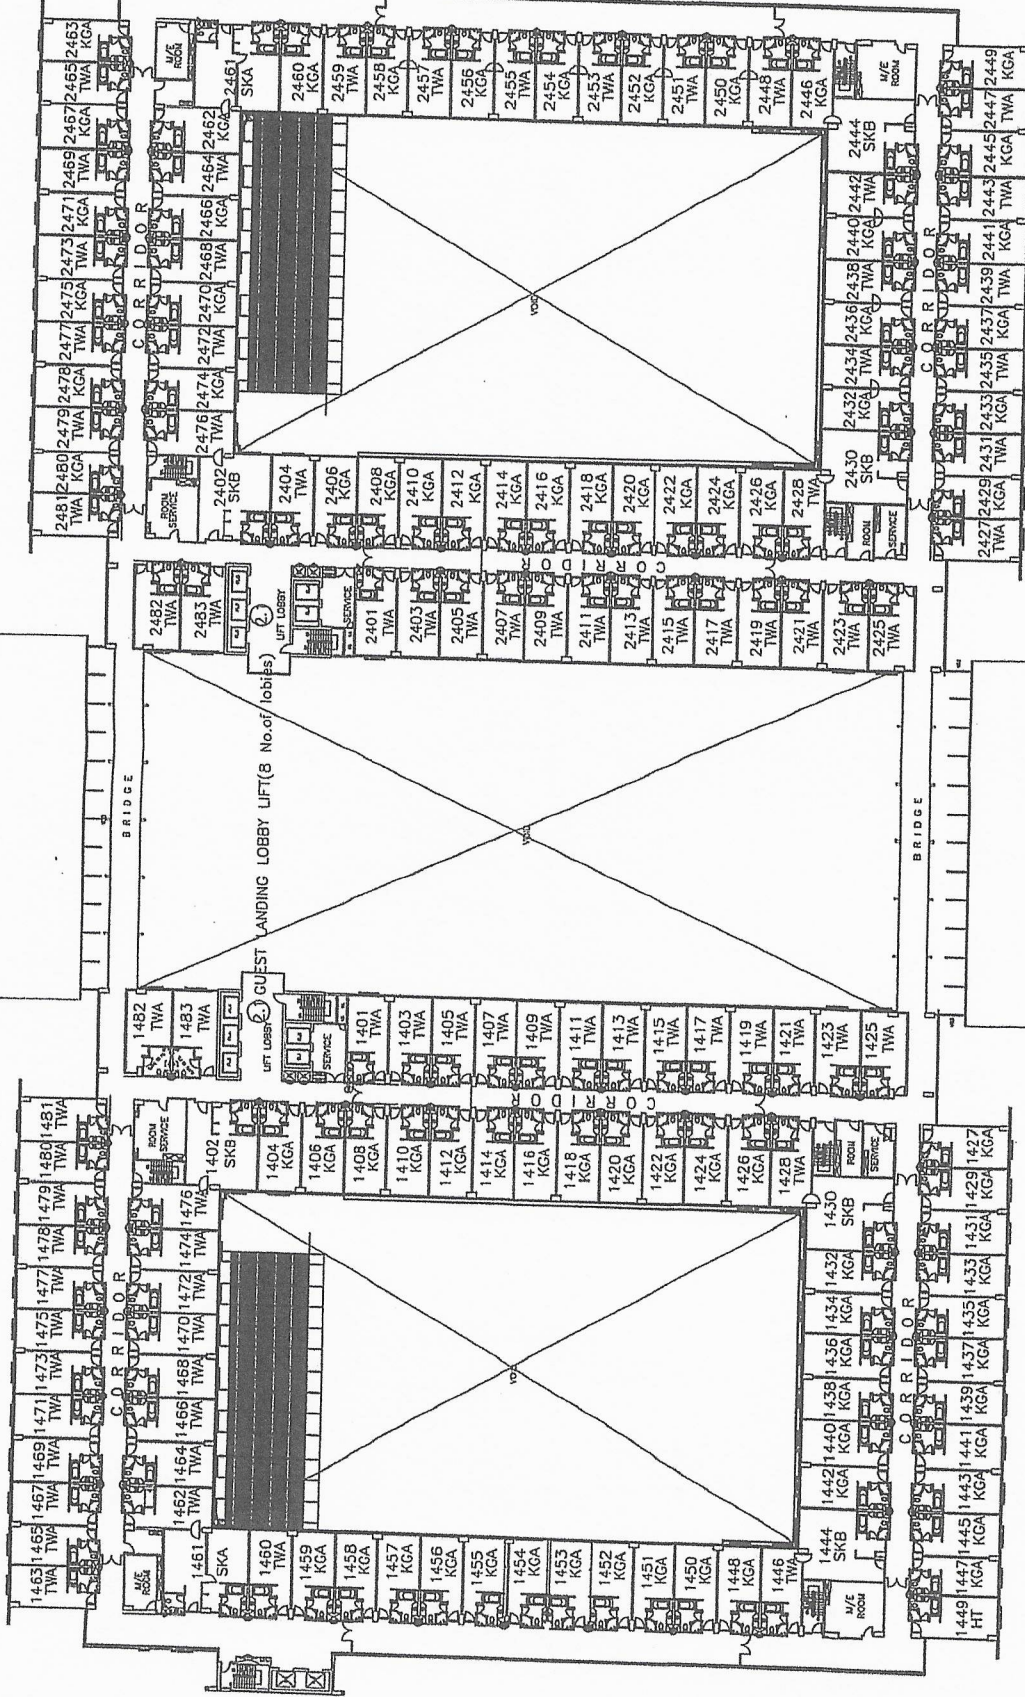 2463
KGA
2465
TWA
2467
KGA
2469
TWA
2471
KGA
2473
TWA
2475
KGA
2477
TWA
2478
KGA
2479
TWA
2480
KGA
2481
TWA
CORRIDOR
M/E
ROOM
2461
SKA
2462
KGA
2464
TWA
2466
KGA
2468
TWA
2470
KGA
2472
TWA
2474
KGA
2476
TWA
ROOM
SERVICE
2460
KGA
2459
TWA
2458
KGA
2457
TWA
2456
KGA
2455
TWA
2454
KGA
2453
TWA
2452
KGA
2451
TWA
2450
KGA
2448
TWA
2446
KGA
M/E
ROOM
VOID
2402
SKB
2404
TWA
2406
KGA
2408
KGA
2410
KGA
2412
KGA
2414
KGA
2416
KGA
2418
KGA
2420
KGA
2422
KGA
2424
KGA
2426
KGA
2428
TWA
2444
SKB
2442
TWA
2440
KGA
2438
TWA
2436
KGA
2434
TWA
2432
KGA
2430
SKB
ROOM
SERVICE
CORRIDOR
2449
KGA
2447
TWA
2445
KGA
2443
TWA
2441
KGA
2439
TWA
2437
KGA
2435
TWA
2433
KGA
2431
TWA
2429
KGA
2427
TWA
CORRIDOR
2482
TWA
2483
TWA
2.1
LIFT LOBBY
SERVICE
2401
TWA
2403
TWA
2405
TWA
2407
TWA
2409
TWA
2411
TWA
2413
TWA
2415
TWA
2417
TWA
2419
TWA
2421
TWA
2423
TWA
2425
TWA
BRIDGE
VOID
BRIDGE
2.1 GUEST LANDING LOBBY LIFT(8 No.of lobies)
1482
TWA
1483
TWA
LIFT LOBBY
SERVICE
1401
TWA
1403
TWA
1405
TWA
1407
TWA
1409
TWA
1411
TWA
1413
TWA
1415
TWA
1417
TWA
1419
TWA
1421
TWA
1423
TWA
1425
TWA
CORRIDOR
1481
TWA
1480
TWA
1479
TWA
1478
TWA
1477
TWA
1475
TWA
1473
TWA
1471
TWA
1469
TWA
1467
TWA
1465
TWA
1463
TWA
CORRIDOR
ROOM
SERVICE
1402
SKB
1476
TWA
1474
TWA
1472
TWA
1470
TWA
1468
TWA
1466
TWA
1464
TWA
1462
TWA
1461
SKA
M/E
ROOM
1404
KGA
1406
KGA
1408
KGA
1410
KGA
1412
KGA
1414
KGA
1416
KGA
1418
KGA
1420
KGA
1422
KGA
1424
KGA
1426
KGA
1428
TWA
ROOM
SERVICE
VOID
1460
TWA
1459
KGA
1458
KGA
1457
KGA
1456
KGA
1455
KGA
1454
KGA
1453
KGA
1452
KGA
1451
KGA
1450
KGA
1448
KGA
1446
TWA
1430
SKB
1432
KGA
1434
KGA
1436
KGA
1438
KGA
1440
KGA
1442
KGA
1444
SKB
M/E
ROOM
CORRIDOR
1427
KGA
1429
KGA
1431
KGA
1433
KGA
1435
KGA
1437
KGA
1439
KGA
1441
KGA
1443
KGA
1445
KGA
1447
KGA
1449
HT